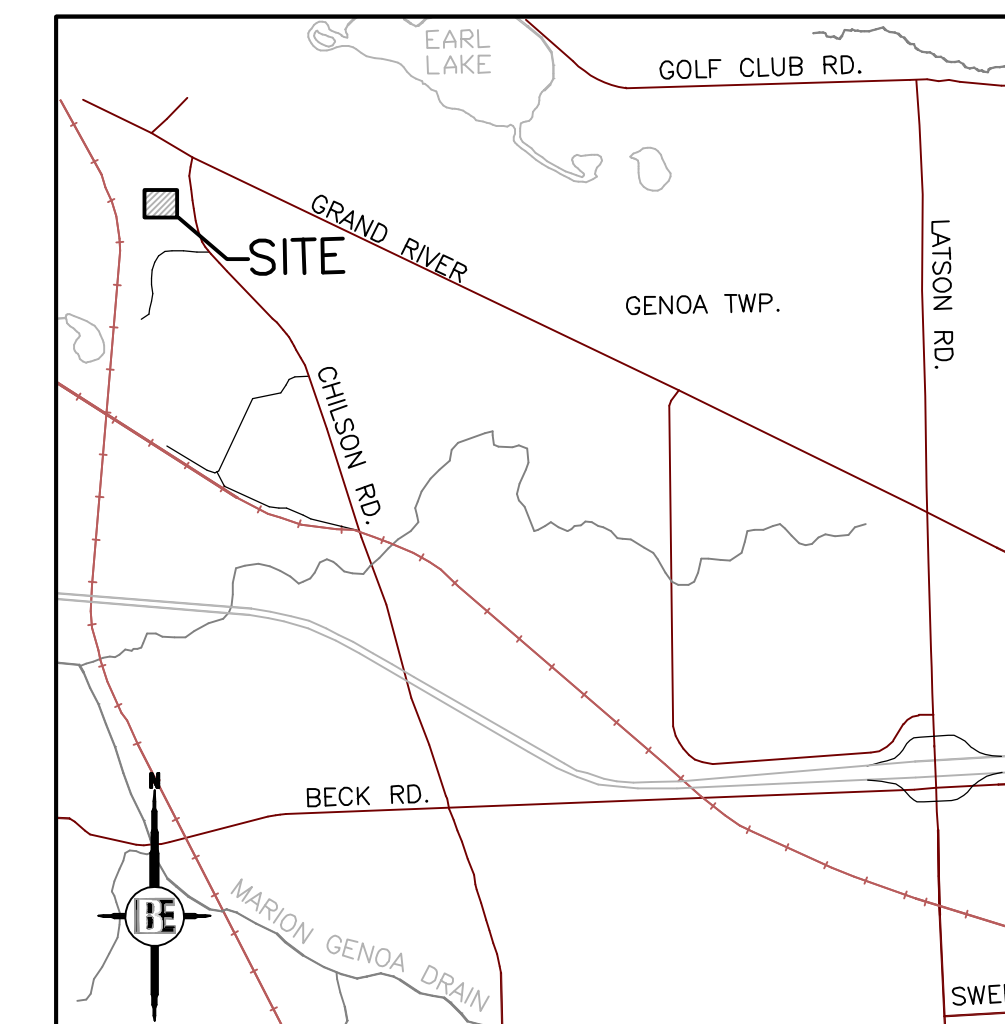 EARL
LAKE
GOLF CLUB RD.
GRAND RIVER
SITE
LATSON RD.
GENOA TWP.
CHILSON RD.
N
BECK RD.
BE
MARION GENOA DRAIN